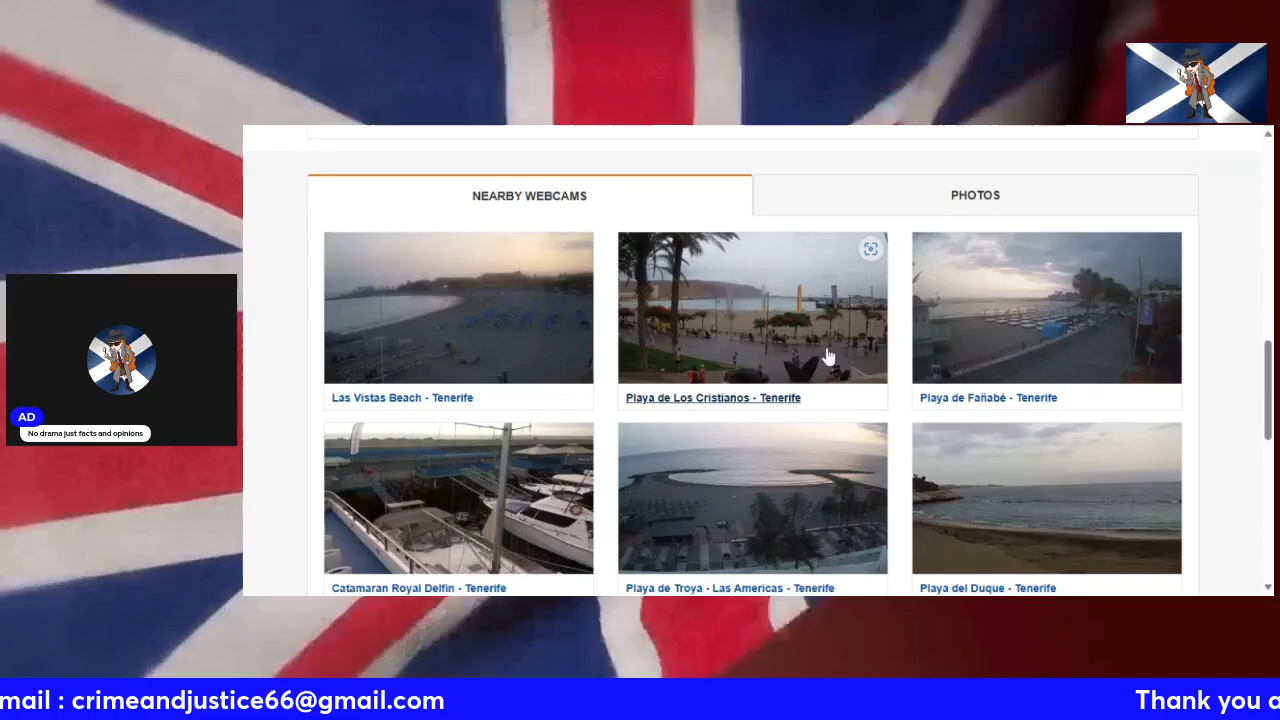 NEARBY WEBCAMS
PHOTOS
Las Vistas Beach - Tenerife
Playa de Los Cristianos - Tenerife
Playa de Fañabé - Tenerife
Catamaran Royal Delfin - Tenerife
Playa de Troya - Las Americas - Tenerife
Playa del Duque - Tenerife
AD
No drama just facts and opinions
mail : crimeandjustice66@gmail.com
Thank you a